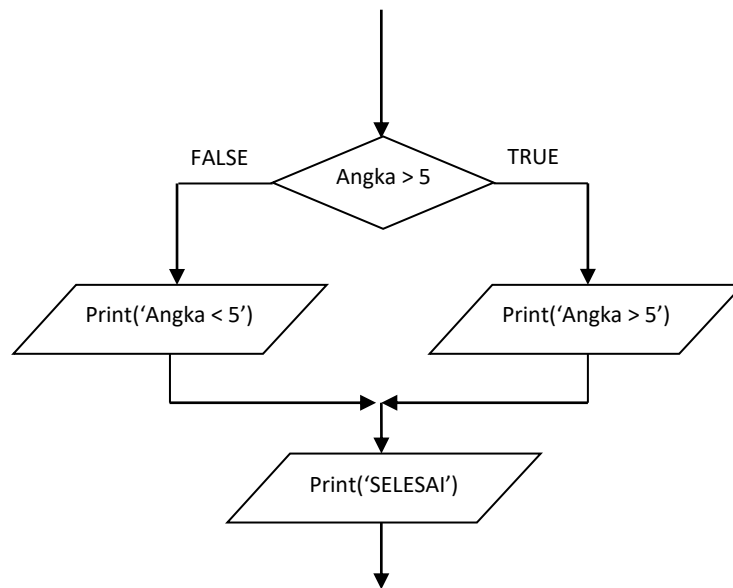 FALSE
TRUE
Angka > 5
Print(‘Angka < 5’)
Print(‘Angka > 5’)
Print(‘SELESAI’)